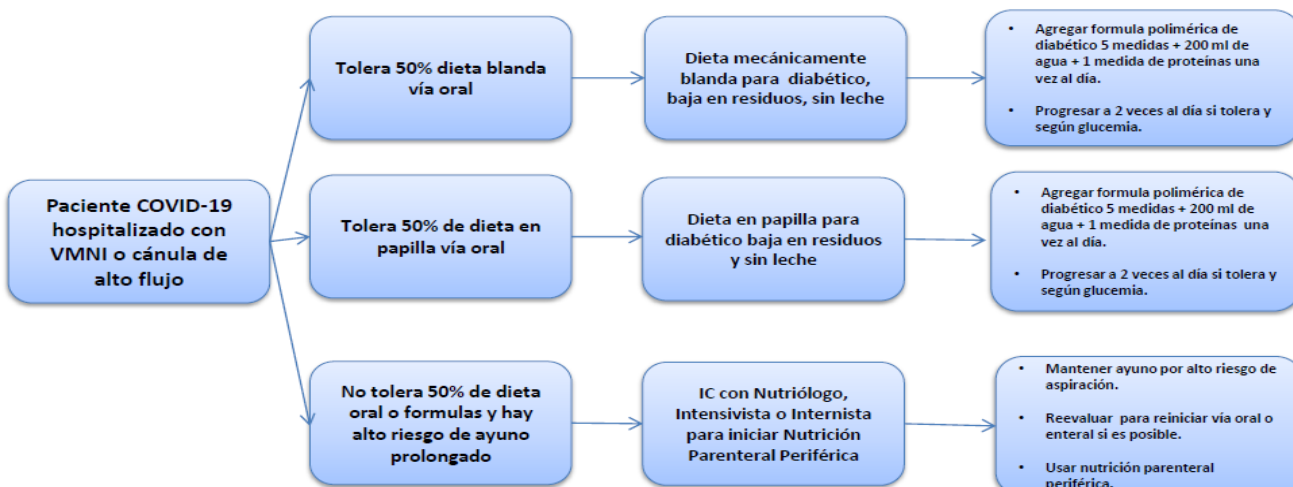 Paciente COVID-19
hospitalizado con
VMNI o cánula de
alto flujo
Tolera 50% dieta blanda
vía oral
Dieta mecánicamente
blanda para diabético,
baja en residuos, sin leche
• Agregar formula polimérica de
diabético 5 medidas + 200 ml de
agua + 1 medida de proteínas una
vez al día.
• Progresar a 2 veces al día si tolera y
según glucemia.
Tolera 50% de dieta en
papilla vía oral
Dieta en papilla para
diabético baja en residuos
y sin leche
• Agregar formula polimérica de
diabético 5 medidas + 200 ml de
agua + 1 medida de proteínas una
vez al día.
• Progresar a 2 veces al día si tolera y
según glucemia.
No tolera 50% de dieta
oral o formulas y hay
alto riesgo de ayuno
prolongado
IC con Nutriólogo,
Intensivista o Internista
para iniciar Nutrición
Parenteral Periférica
• Mantener ayuno por alto riesgo de
aspiración.
• Reevaluar para reiniciar vía oral o
enteral si es posible.
• Usar nutrición parenteral
periférica.